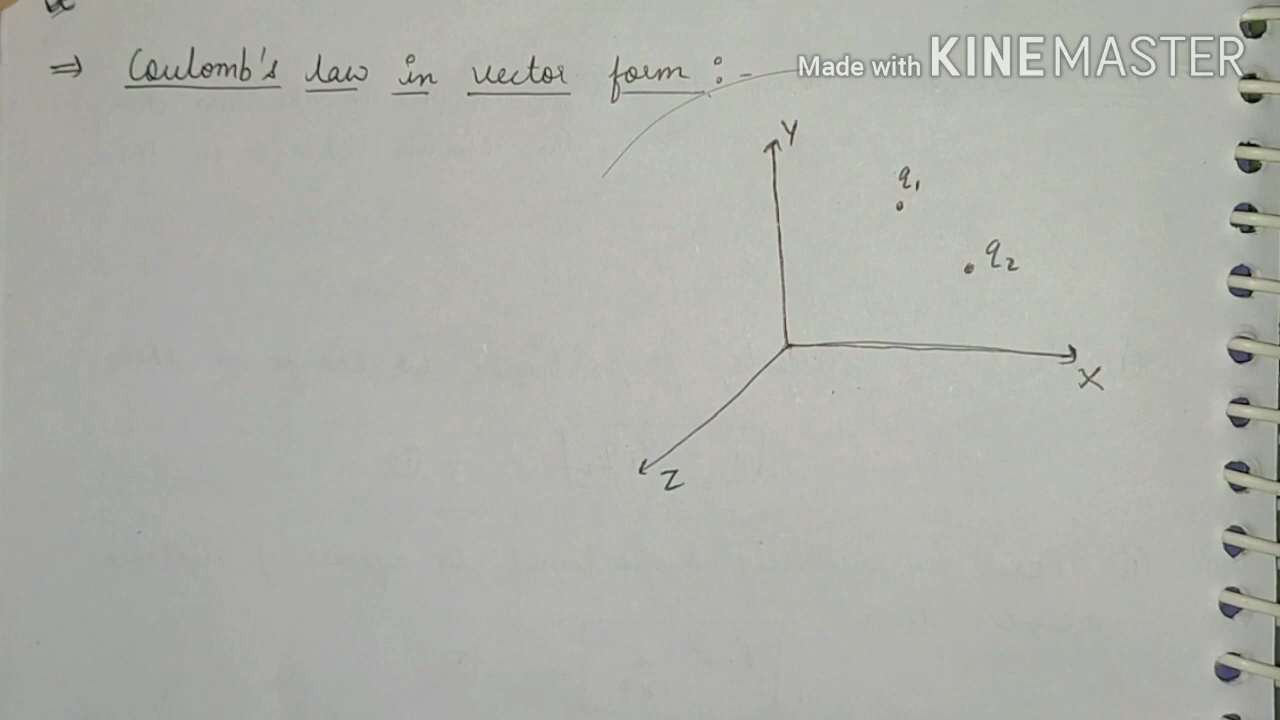 ⇒ Coulomb's law in vector form :-
Made with KINEMASTER
Y
q₁
q₂
X
Z